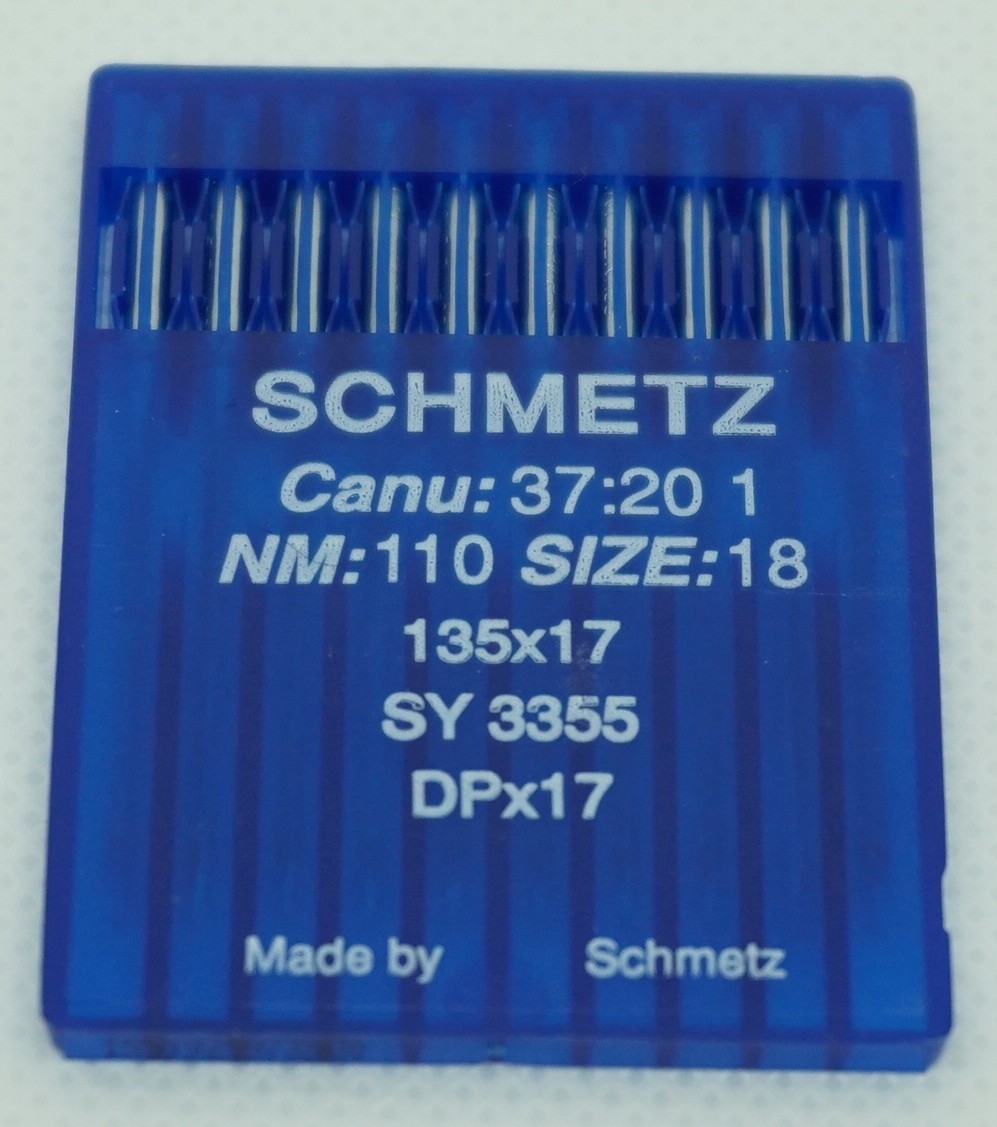 SCHMETZ
Canu: 37:20 1
NM:110 SIZE:18
135x17
SY 3355
DPx17
Made by Schmetz